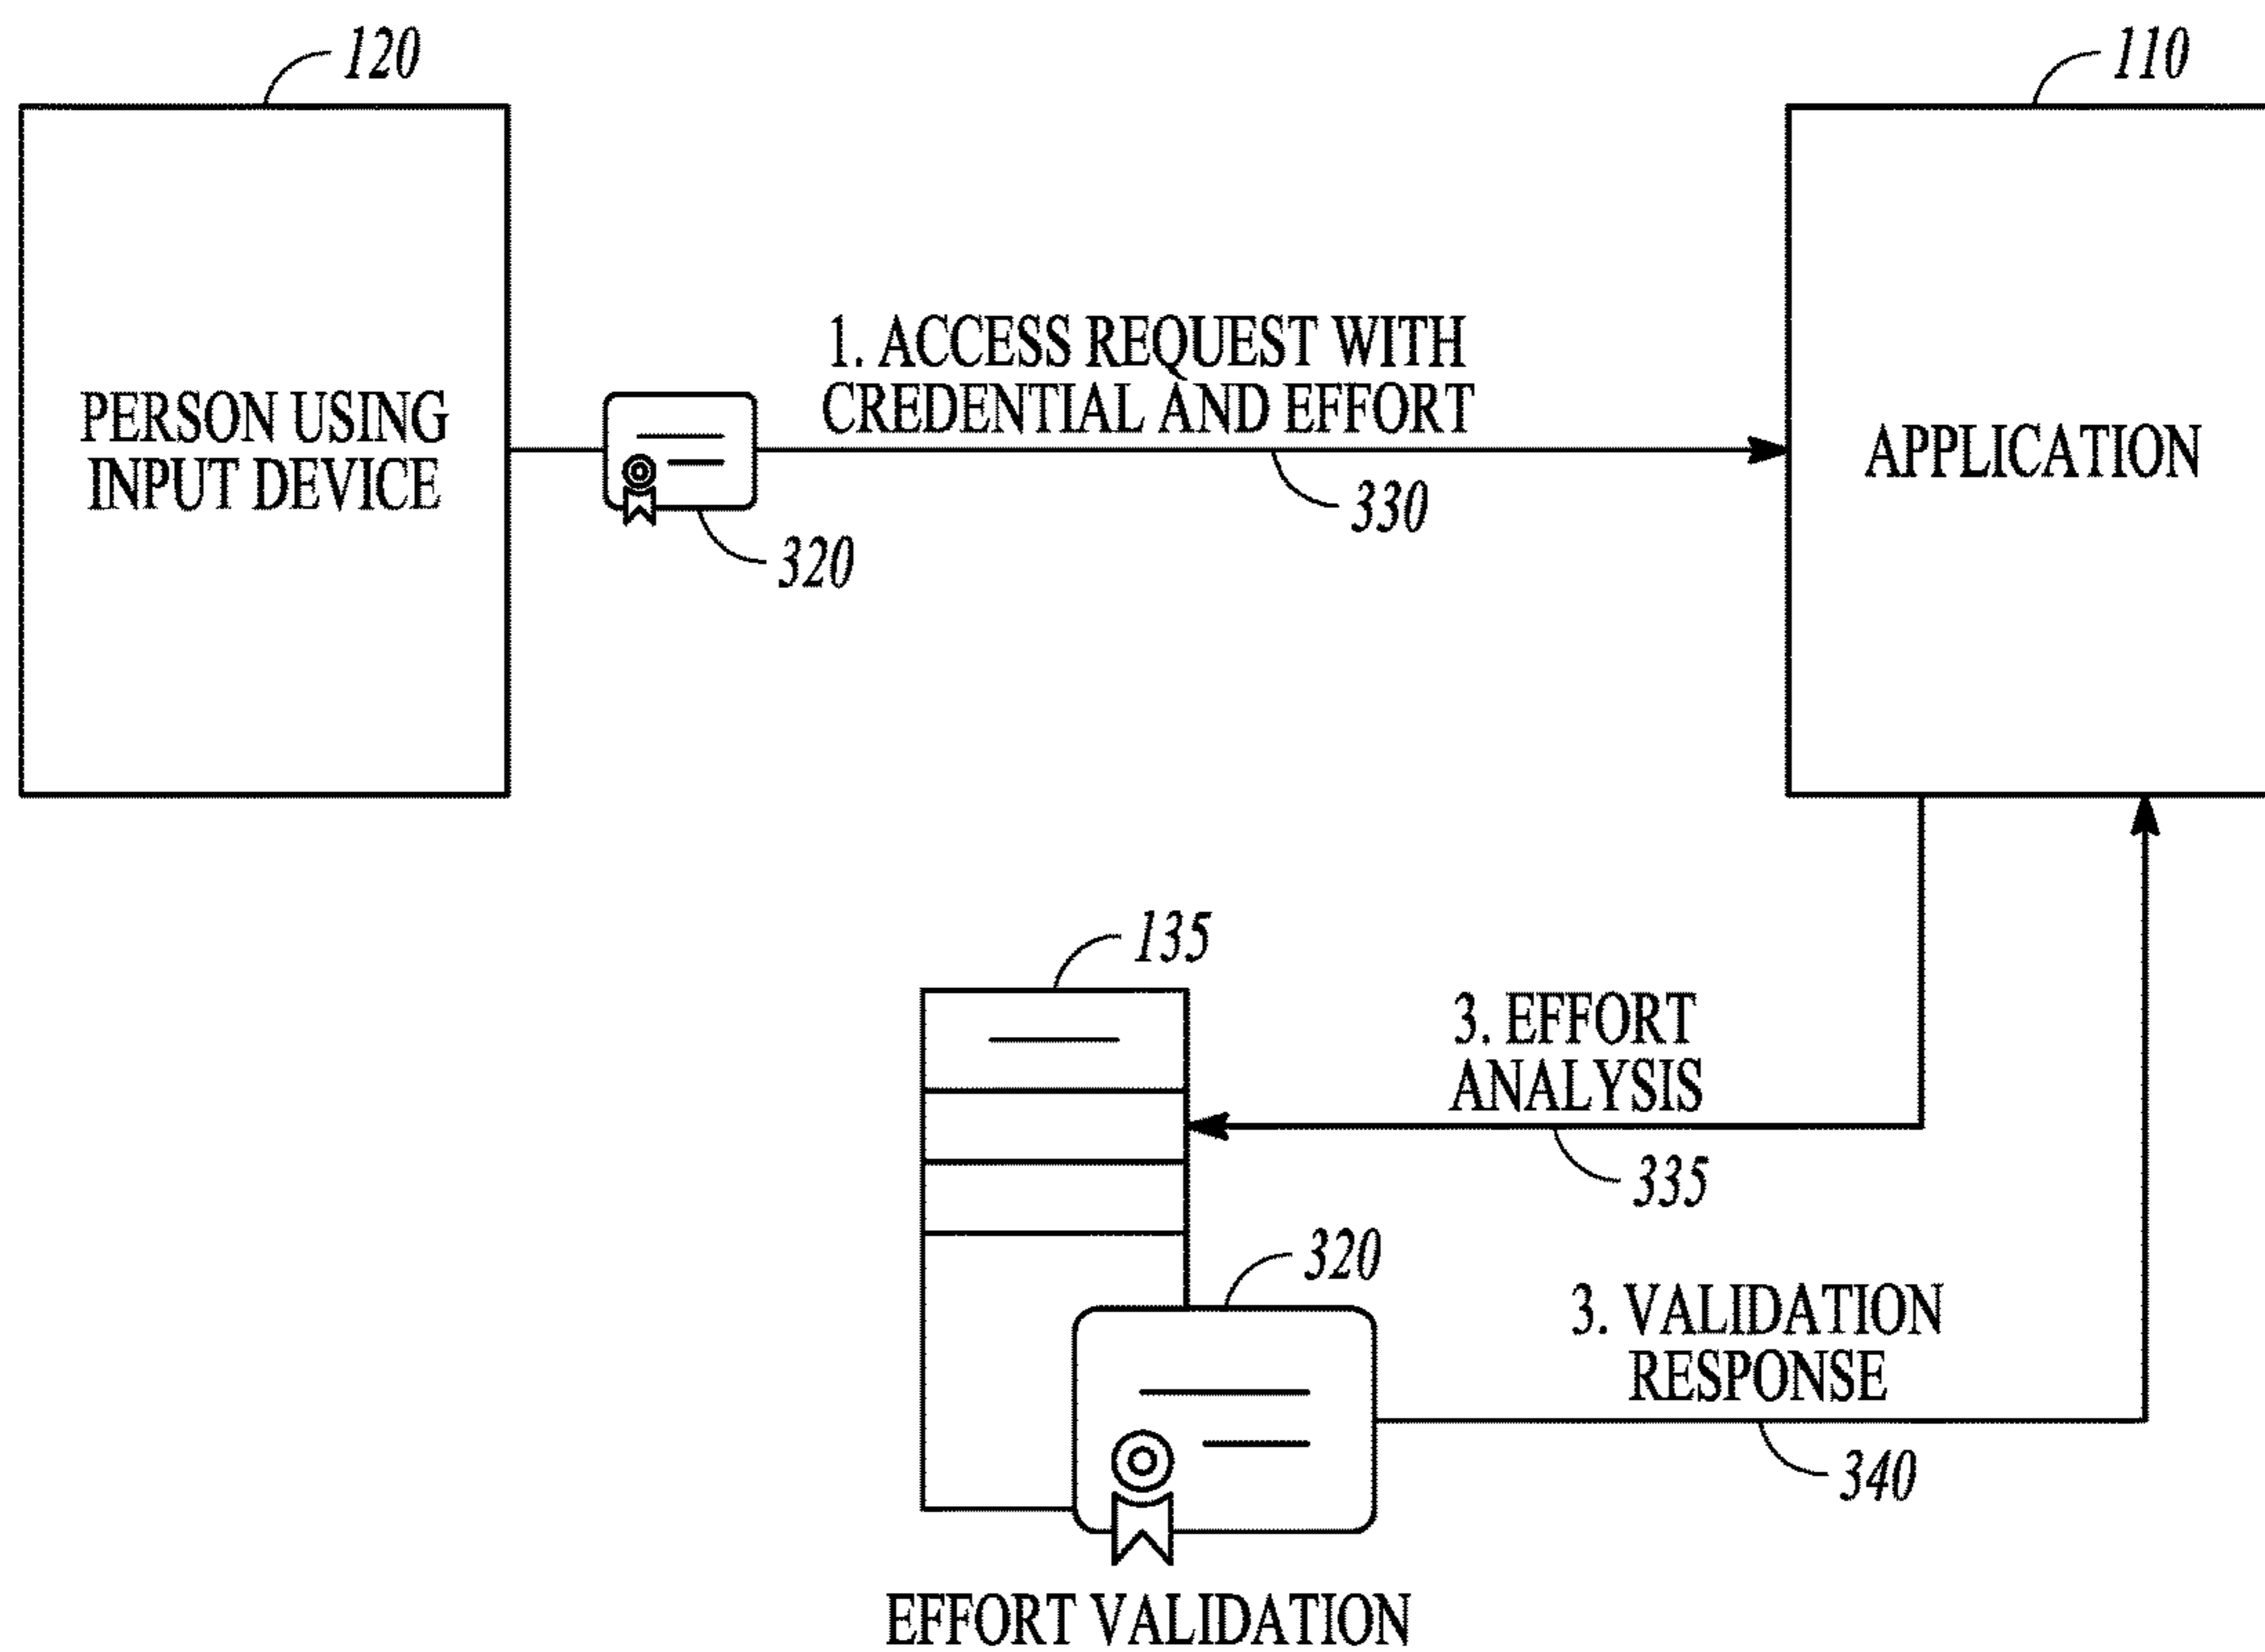 120
110
1. ACCESS REQUEST WITH
CREDENTIAL AND EFFORT
PERSON USING
INPUT DEVICE
APPLICATION
330
320
135
3. EFFORT
ANALYSIS
335
320
3. VALIDATION
RESPONSE
340
EFFORT VALIDATION